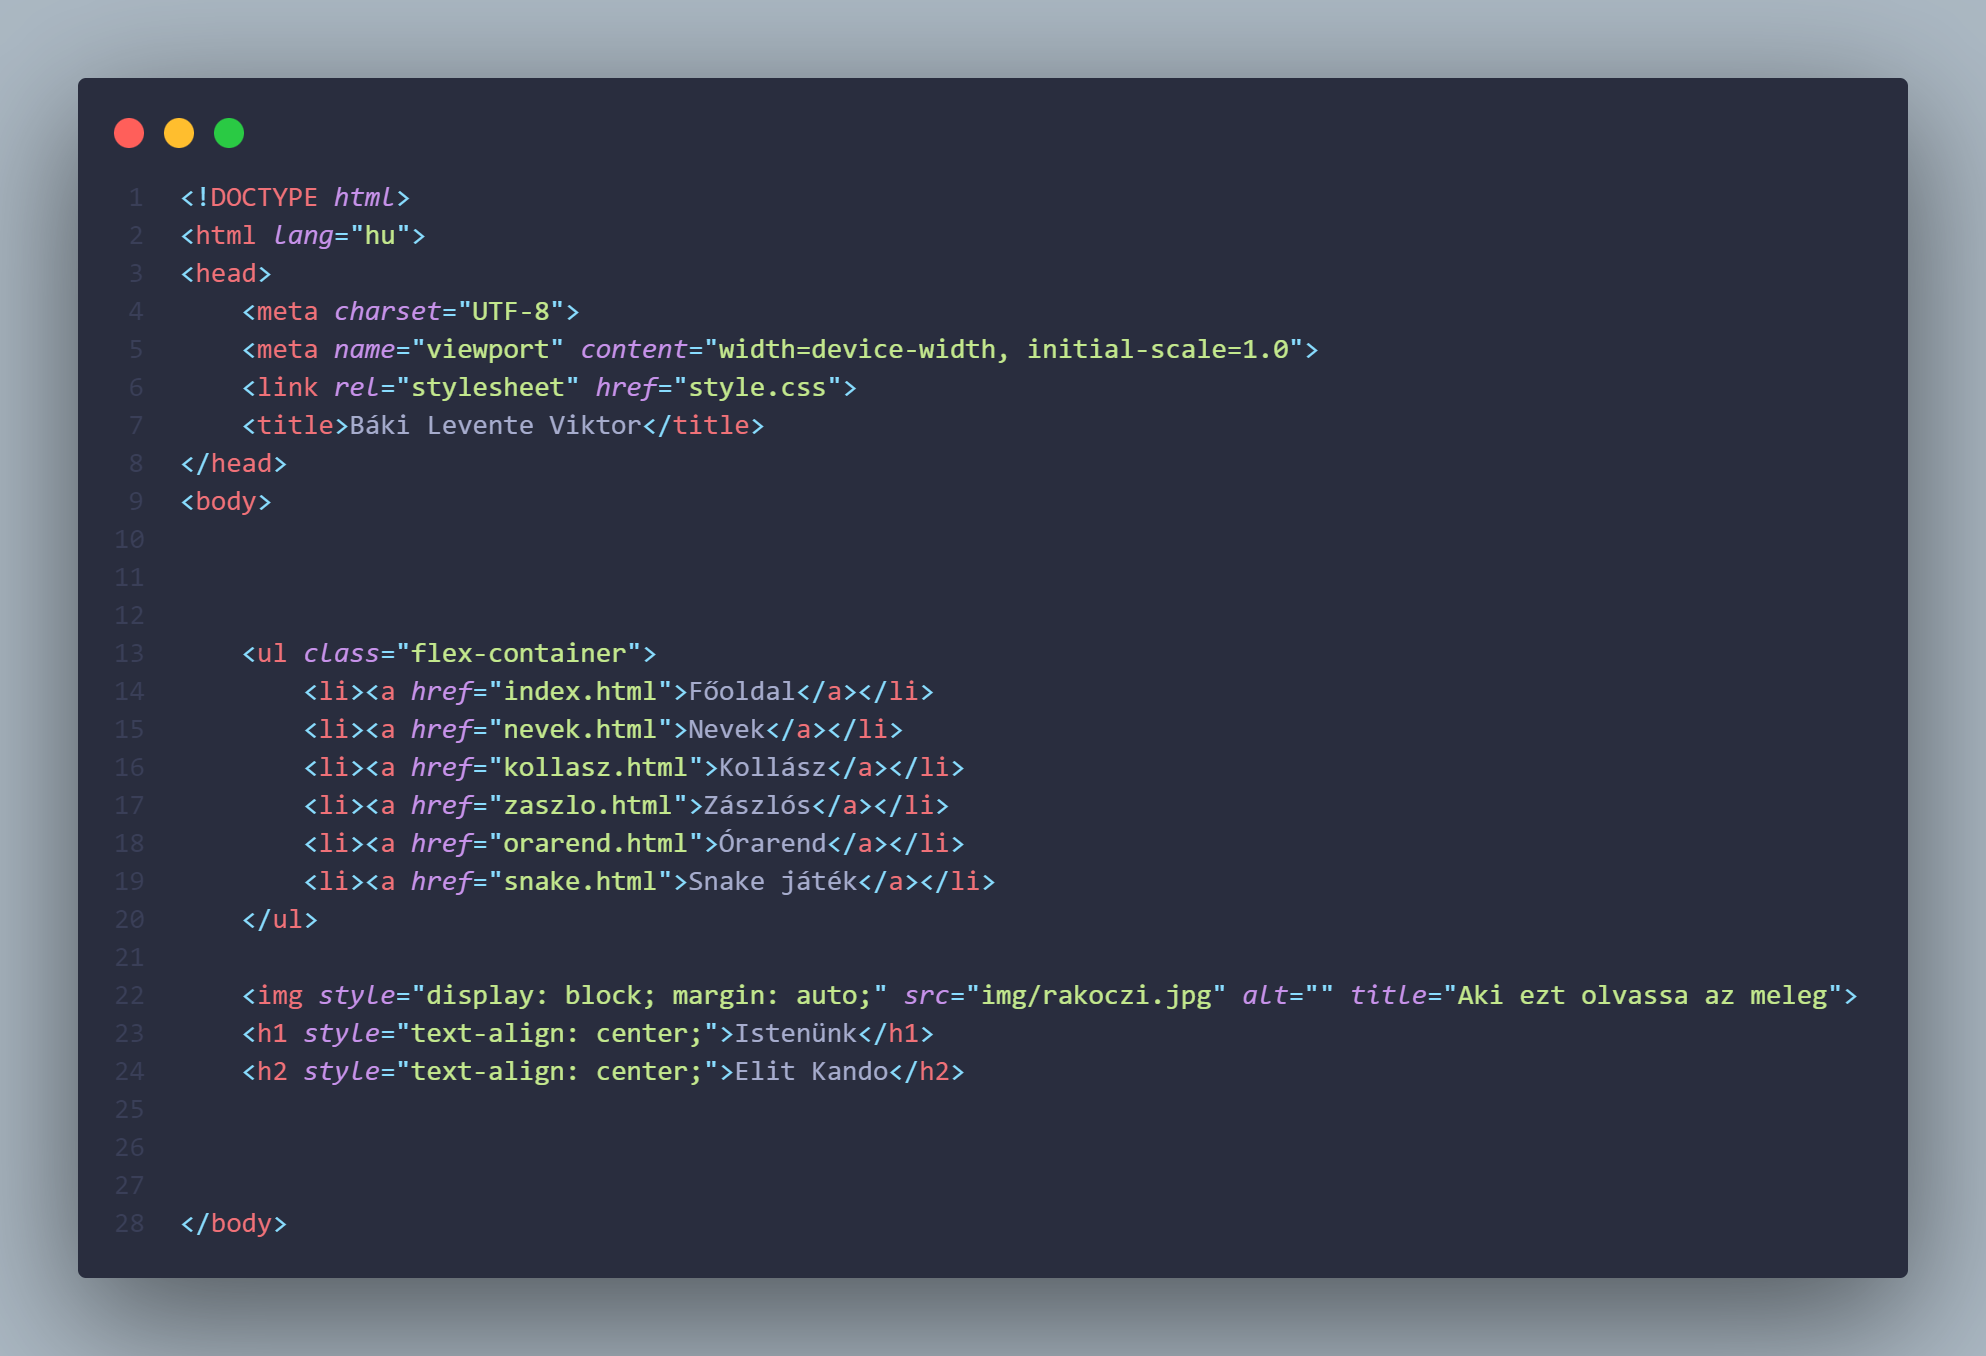 1 <!DOCTYPE html>
2 <html lang="hu">
3 <head>
4     <meta charset="UTF-8">
5     <meta name="viewport" content="width=device-width, initial-scale=1.0">
6     <link rel="stylesheet" href="style.css">
7     <title>Báki Levente Viktor</title>
8 </head>
9 <body>
10
11
12
13     <ul class="flex-container">
14         <li><a href="index.html">Főoldal</a></li>
15         <li><a href="nevek.html">Nevek</a></li>
16         <li><a href="kollasz.html">Kollász</a></li>
17         <li><a href="zaszlo.html">Zászlós</a></li>
18         <li><a href="orarend.html">Órarend</a></li>
19         <li><a href="snake.html">Snake játék</a></li>
20     </ul>
21
22     <img style="display: block; margin: auto;" src="img/rakoczi.jpg" alt="" title="Aki ezt olvassa az meleg">
23     <h1 style="text-align: center;">Istenünk</h1>
24     <h2 style="text-align: center;">Elit Kando</h2>
25
26
27
28 </body>